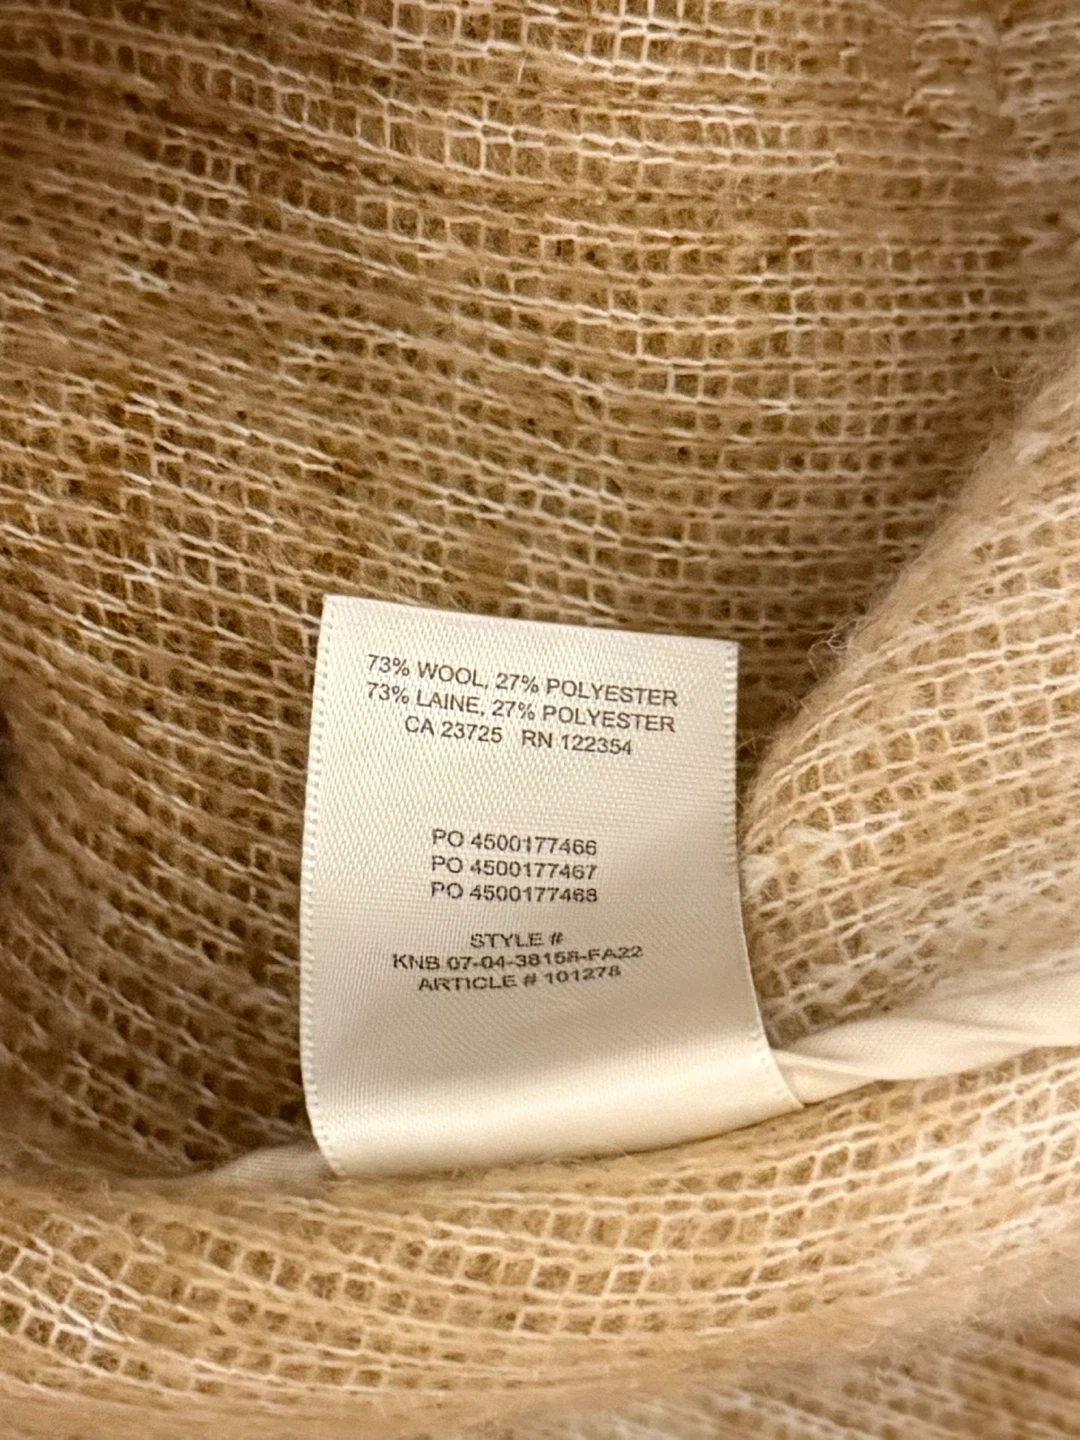 73% WOOL, 27% POLYESTER
73% LAINE, 27% POLYESTER
CA 23725 RN 122354
PO 4500177466
PO 4500177467
PO 4500177468
STYLE #
KNB 07-04-38158-FA22
ARTICLE # 101278